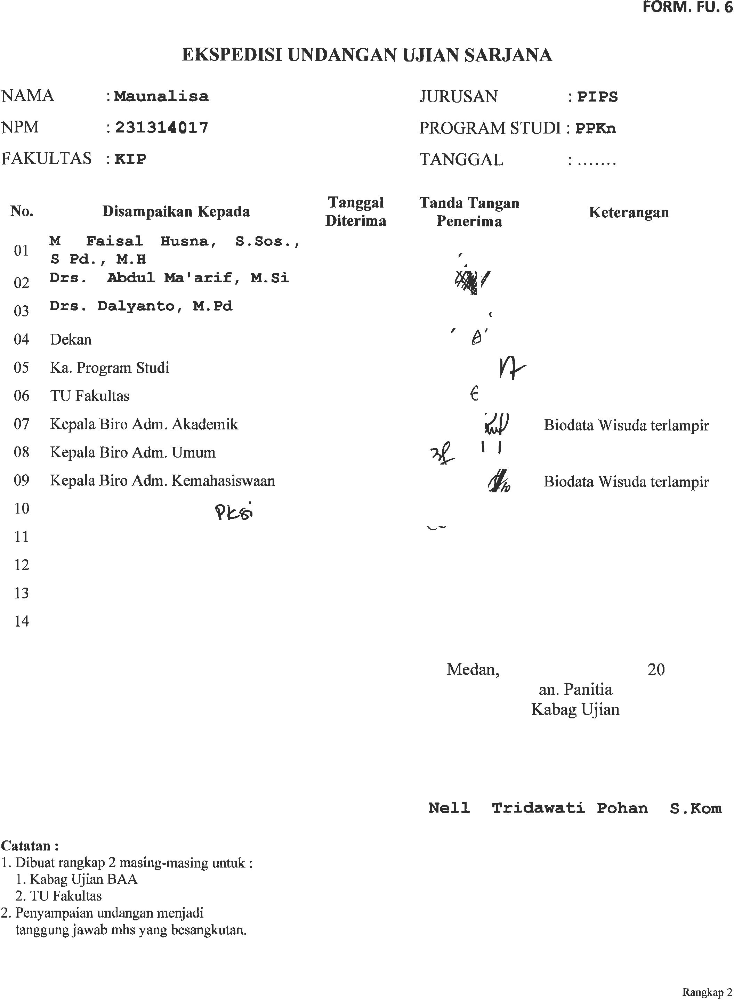 FORM. FU. 6
EKSPEDISI UNDANGAN UJIAN SARJANA
NAMA : Maunalisa JURUSAN : PIPS
NPM : 231314017 PROGRAM STUDI : PPKn
FAKULTAS : KIP TANGGAL : .......
No. Disampaikan Kepada Tanggal Diterima Tanda Tangan Penerima Keterangan
01 M Faisal Husna, S.Sos.,
S Pd., M.H
02 Drs. Abdul Ma'arif, M.Si
03 Drs. Dalyanto, M.Pd
04 Dekan
05 Ka. Program Studi
06 TU Fakultas
07 Kepala Biro Adm. Akademik Biodata Wisuda terlampir
08 Kepala Biro Adm. Umum
09 Kepala Biro Adm. Kemahasiswaan Biodata Wisuda terlampir
10 Pksi
11
12
13
14
Medan, 20
an. Panitia
Kabag Ujian
Nell Tridawati Pohan S.Kom
Catatan :
1. Dibuat rangkap 2 masing-masing untuk :
1. Kabag Ujian BAA
2. TU Fakultas
2. Penyampaian undangan menjadi
tanggung jawab mhs yang besangkutan.
Rangkap 2